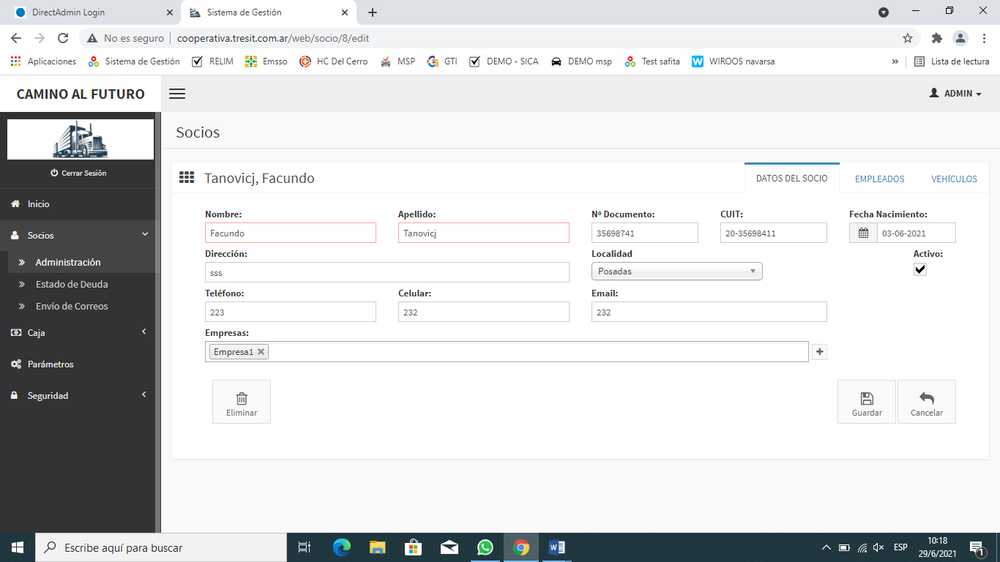 DirectAdmin Login
Sistema de Gestión
No es seguro
cooperativa.tresit.com.ar/web/socio/8/edit
Aplicaciones Sistema de Gestión RELIM Emsso HC Del Cerro MSP GTI DEMO - SICA DEMO msp Test safita WIROOS navarsa » Lista de lectura
CAMINO AL FUTURO
ADMIN
Cerrar Sesión
Inicio
Socios
Administración
Estado de Deuda
Envío de Correos
Caja
Parámetros
Seguridad
Socios
Tanovicj, Facundo
DATOS DEL SOCIO EMPLEADOS VEHÍCULOS
Nombre: Apellido: Nº Documento: CUIT: Fecha Nacimiento:
Facundo Tanovicj 35698741 20-35698411 03-06-2021
Dirección: Localidad Activo:
sss Posadas
Teléfono: Celular: Email:
223 232 232
Empresas:
Empresa1
Eliminar Guardar Cancelar
Escribe aquí para buscar
ESP
10:18
29/6/2021
1